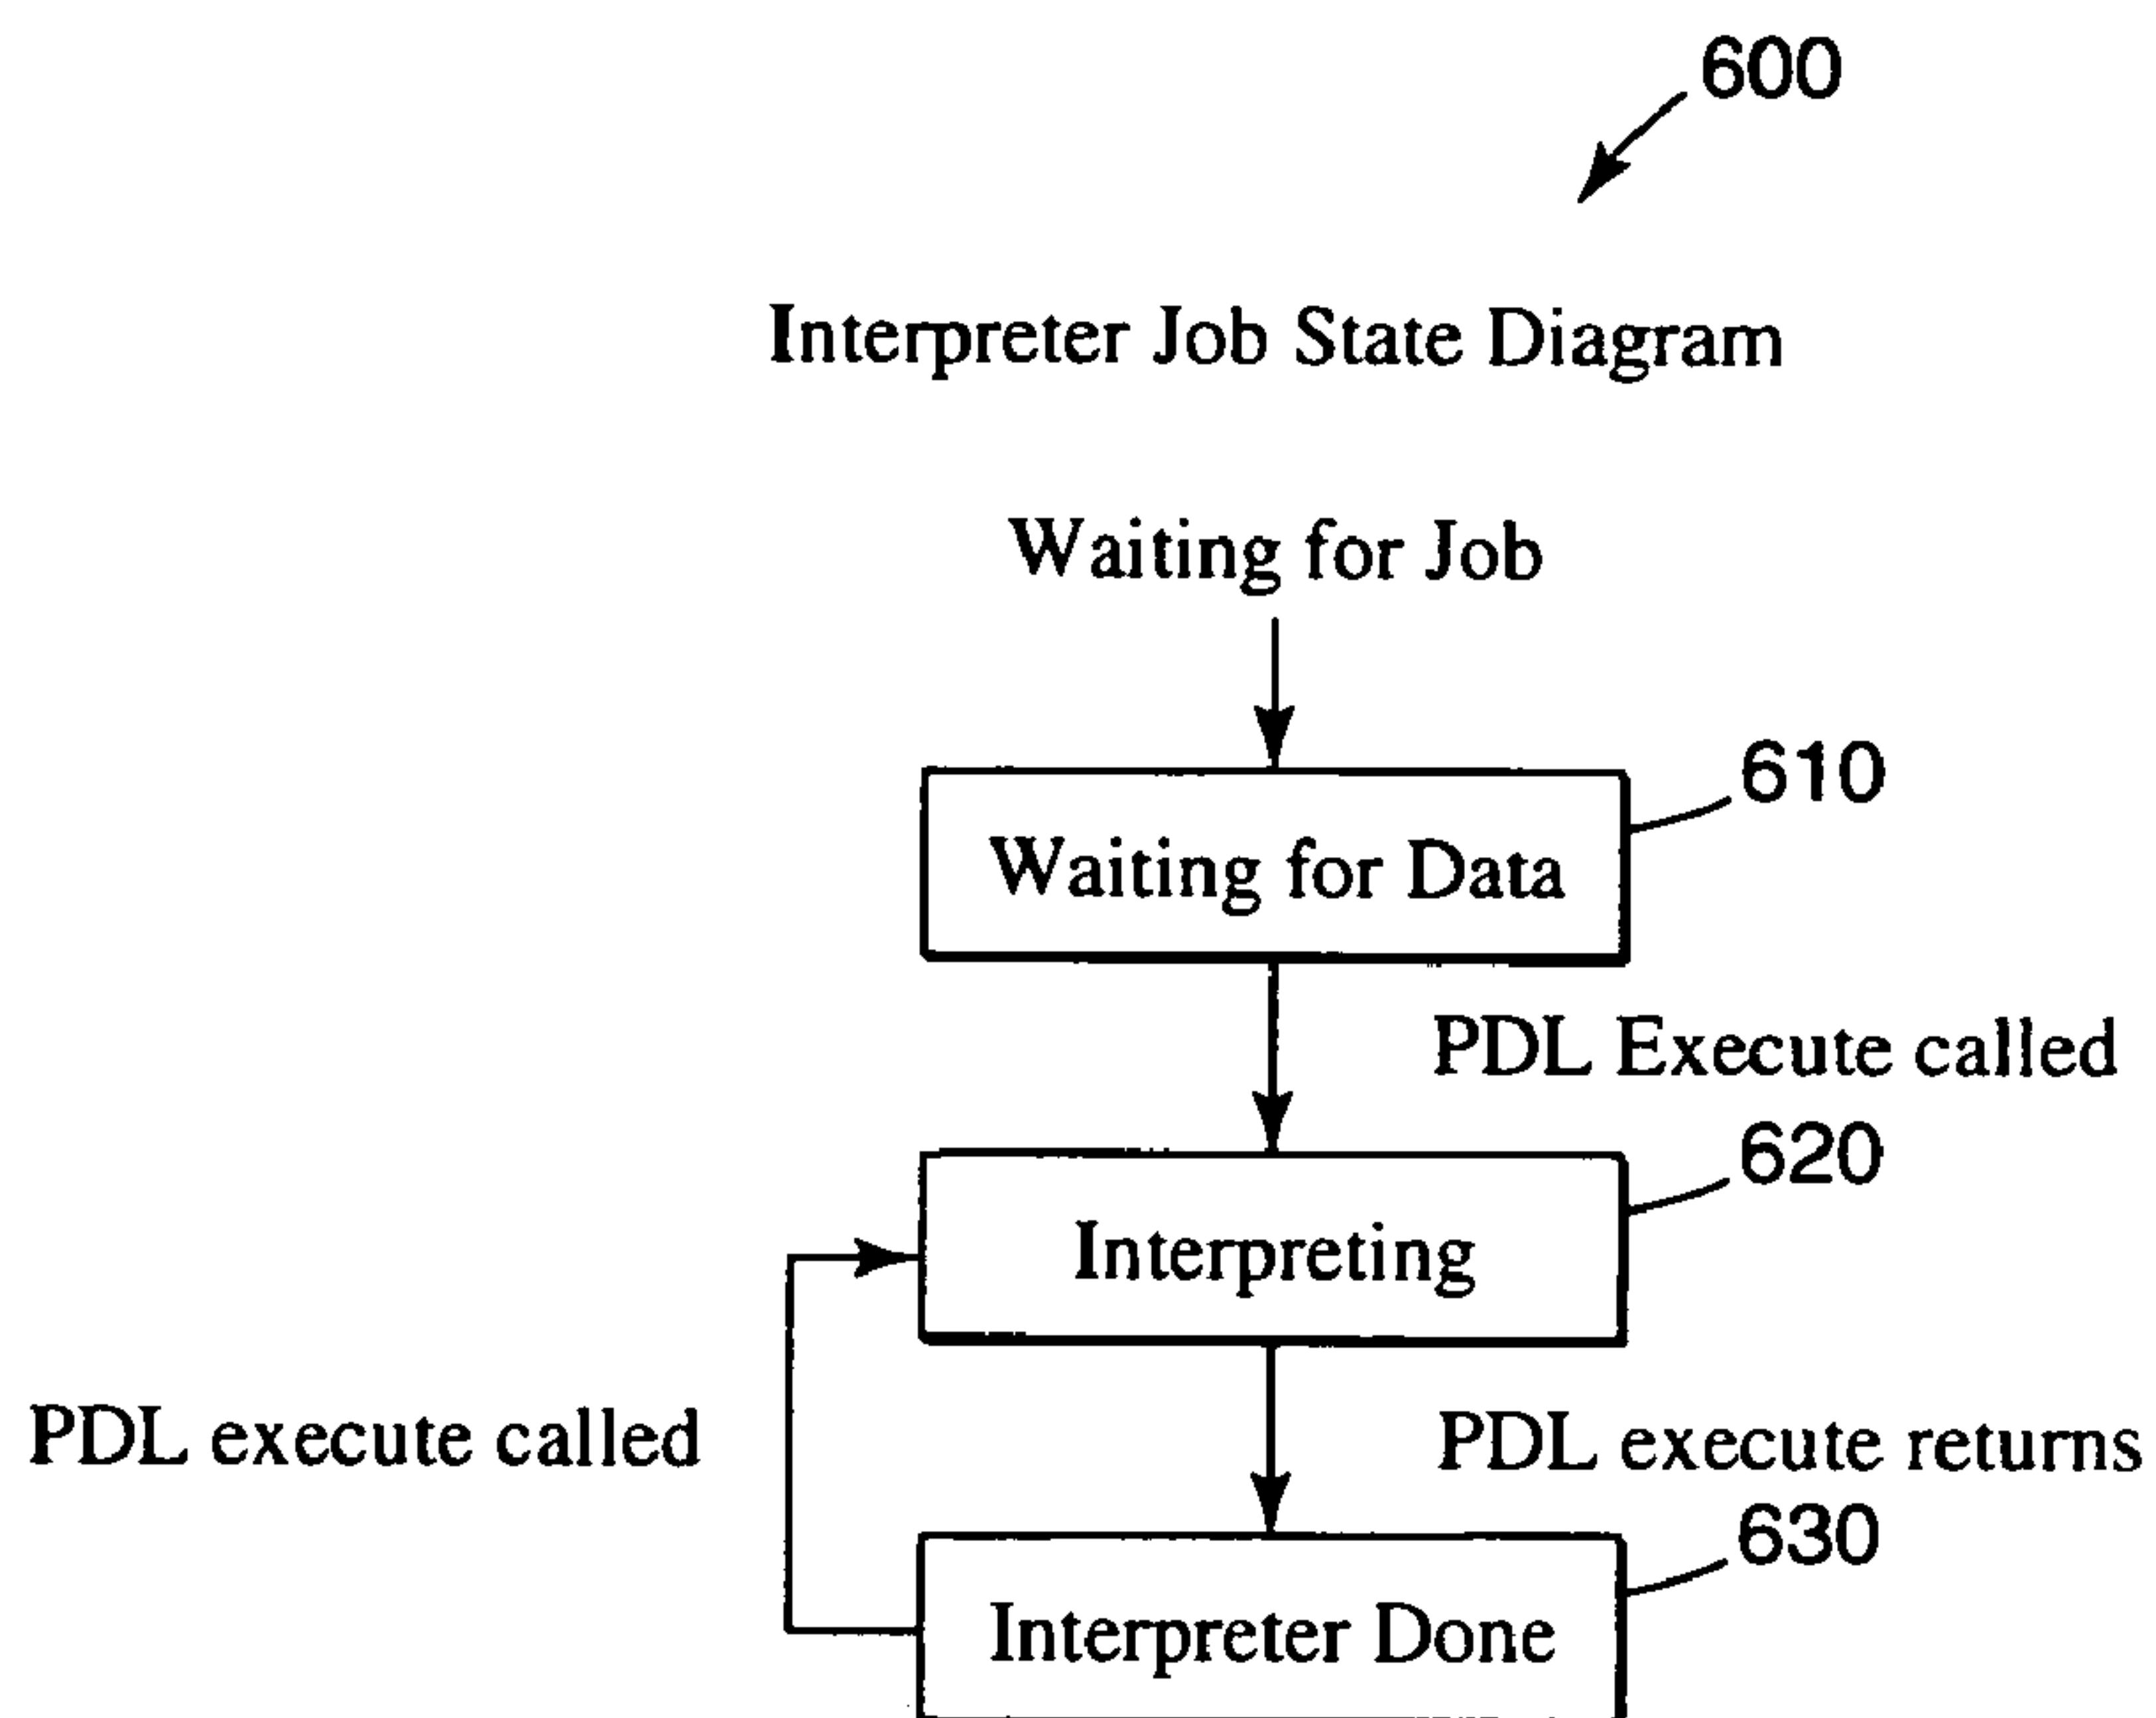 600
Interpreter Job State Diagram
Waiting for Job
610
Waiting for Data
PDL Execute called
620
Interpreting
PDL execute called
PDL execute returns
630
Interpreter Done